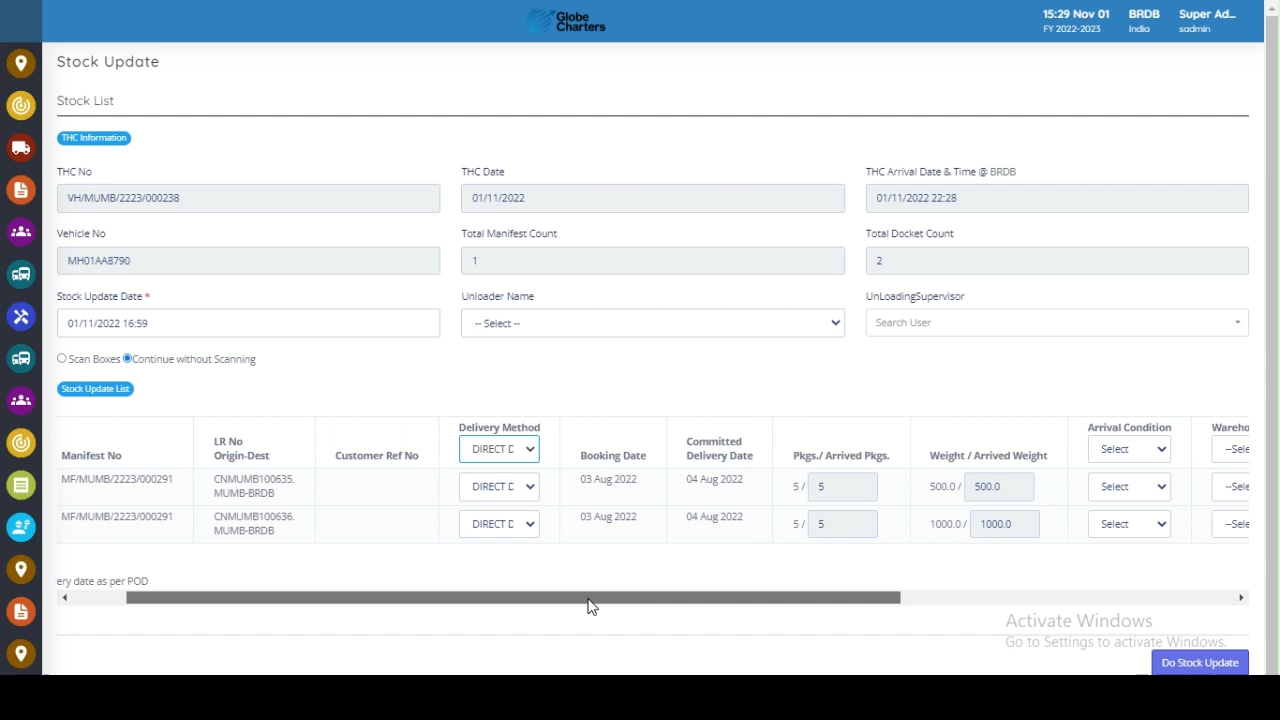 Globe
Charters
15:29 Nov 01
FY 2022-2023
BRDB
India
Super Ad...
sadmin
Stock Update
Stock List
THC Information
THC No
THC Date
THC Arrival Date & Time @ BRDB
VH/MUMB/2223/000238
01/11/2022
01/11/2022 22:28
Vehicle No
Total Manifest Count
Total Docket Count
MH01AA8790
1
2
Stock Update Date *
Unloader Name
UnLoadingSupervisor
01/11/2022 16:59
-- Select --
Search User
Scan Boxes Continue without Scanning
Stock Update List
Manifest No
LR No
Origin-Dest
Customer Ref No
Delivery Method
DIRECT D
Booking Date
Committed
Delivery Date
Pkgs./ Arrived Pkgs.
Weight / Arrived Weight
Arrival Condition
Select
Wareho
--Sele
MF/MUMB/2223/000291
CNMUMB100635.
MUMB-BRDB
DIRECT D
03 Aug 2022
04 Aug 2022
5 / 5
500.0 / 500.0
Select
--Sele
MF/MUMB/2223/000291
CNMUMB100636.
MUMB-BRDB
DIRECT D
03 Aug 2022
04 Aug 2022
5 / 5
1000.0 / 1000.0
Select
--Sele
ery date as per POD
Activate Windows
Go to Settings to activate Windows.
Do Stock Update